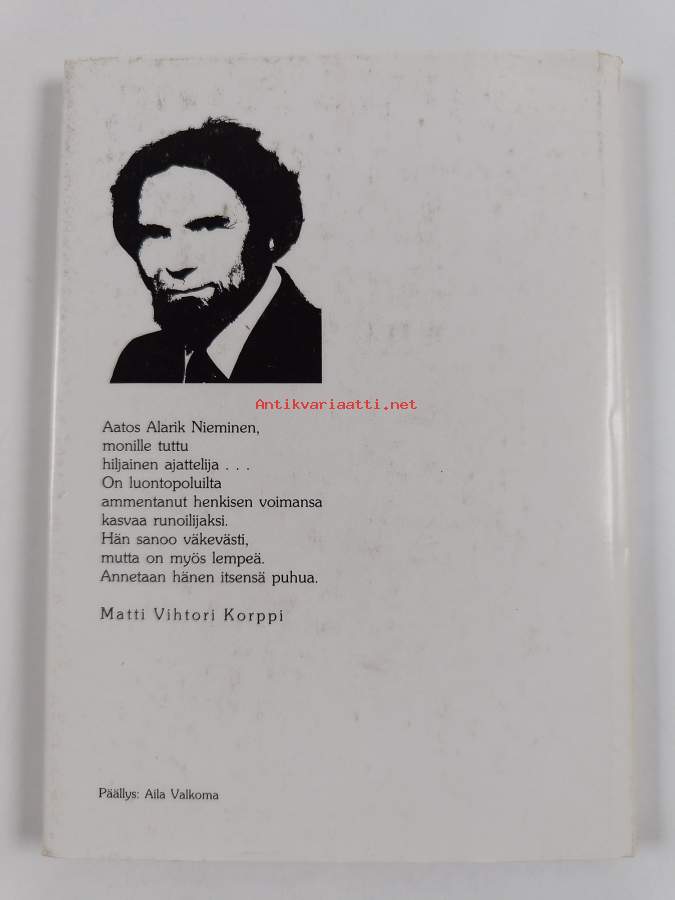 Antikvariaatti.net
Aatos Alarik Nieminen,
monille tuttu
hiljainen ajattelija . . .
On luontopoluilta
ammentanut henkisen voimansa
kasvaa runoilijaksi.
Hän sanoo väkevästi,
mutta on myös lempeä.
Annetaan hänen itsensä puhua.
Matti Vihtori Korppi
Päällys: Aila Valkoma